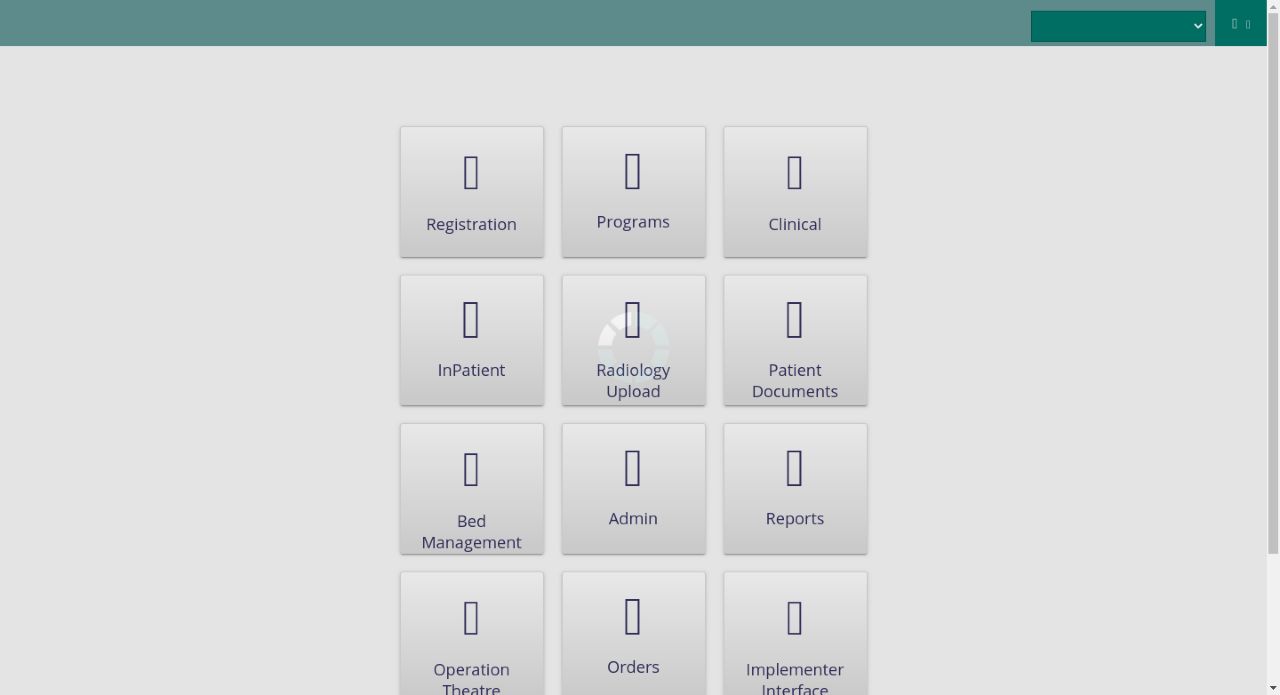 Registration
Programs
Clinical
InPatient
Radiology
Upload
Patient
Documents
Bed
Management
Admin
Reports
Operation
Theatre
Orders
Implementer
Interface